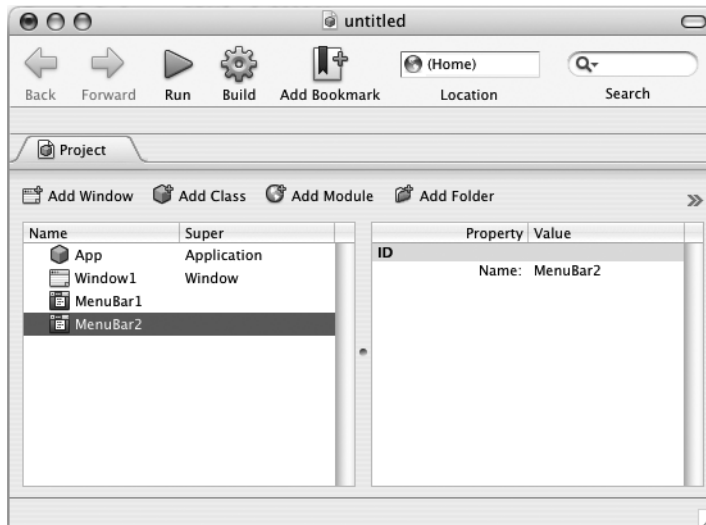 untitled
(Home)
Back Forward Run Build Add Bookmark Location Search
Project
Add Window Add Class Add Module Add Folder
Name Super Property Value
App Application ID
Window1 Window Name: MenuBar2
MenuBar1
MenuBar2